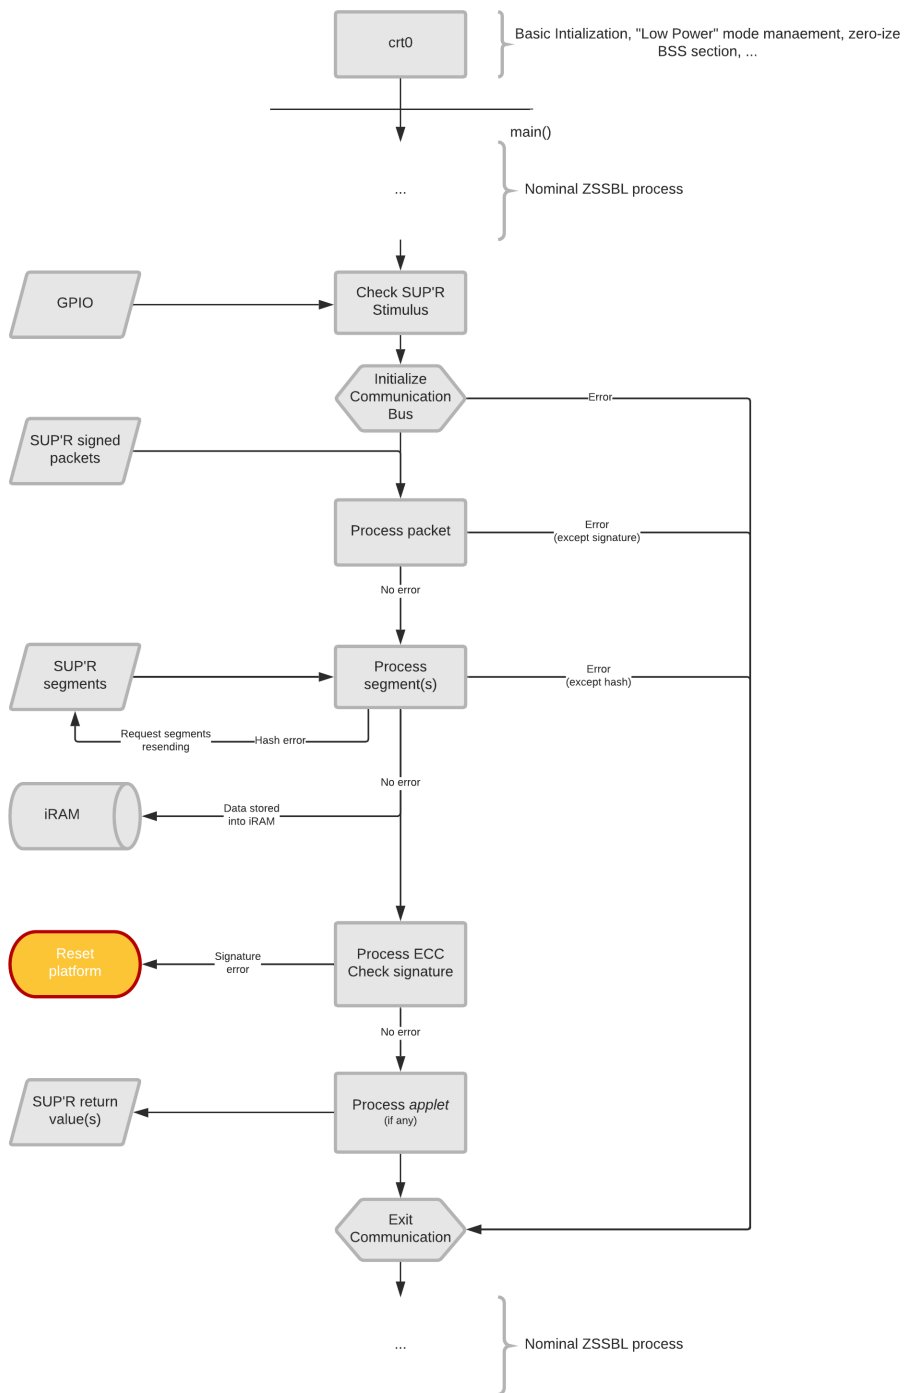 crt0
Basic Intialization, "Low Power" mode manaement, zero-ize
BSS section, ...
main()
...
Nominal ZSSBL process
GPIO
Check SUP'R
Stimulus
Initialize
Communication
Bus
Error
SUP'R signed
packets
Process packet
Error
(except signature)
No error
SUP'R
segments
Process
segment(s)
Error
(except hash)
Request segments
resending
Hash error
No error
iRAM
Data stored
into iRAM
Reset
platform
Signature
error
Process ECC
Check signature
No error
SUP'R return
value(s)
Process applet
(if any)
Exit
Communication
...
Nominal ZSSBL process